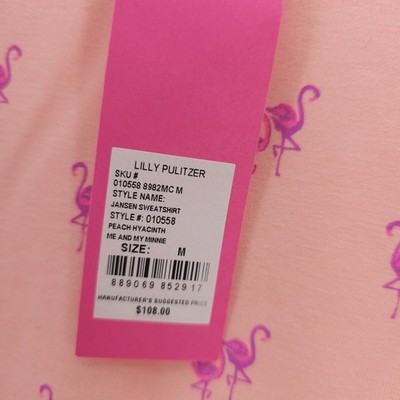 LILLY PULITZER
SKU #
010558 8982MC M
STYLE NAME:
JANSEN SWEATSHIRT
STYLE #: 010558
PEACH HYACINTH
ME AND MY MINNIE
SIZE: M
889069 852917
MANUFACTURER'S SUGGESTED PRICE
$108.00